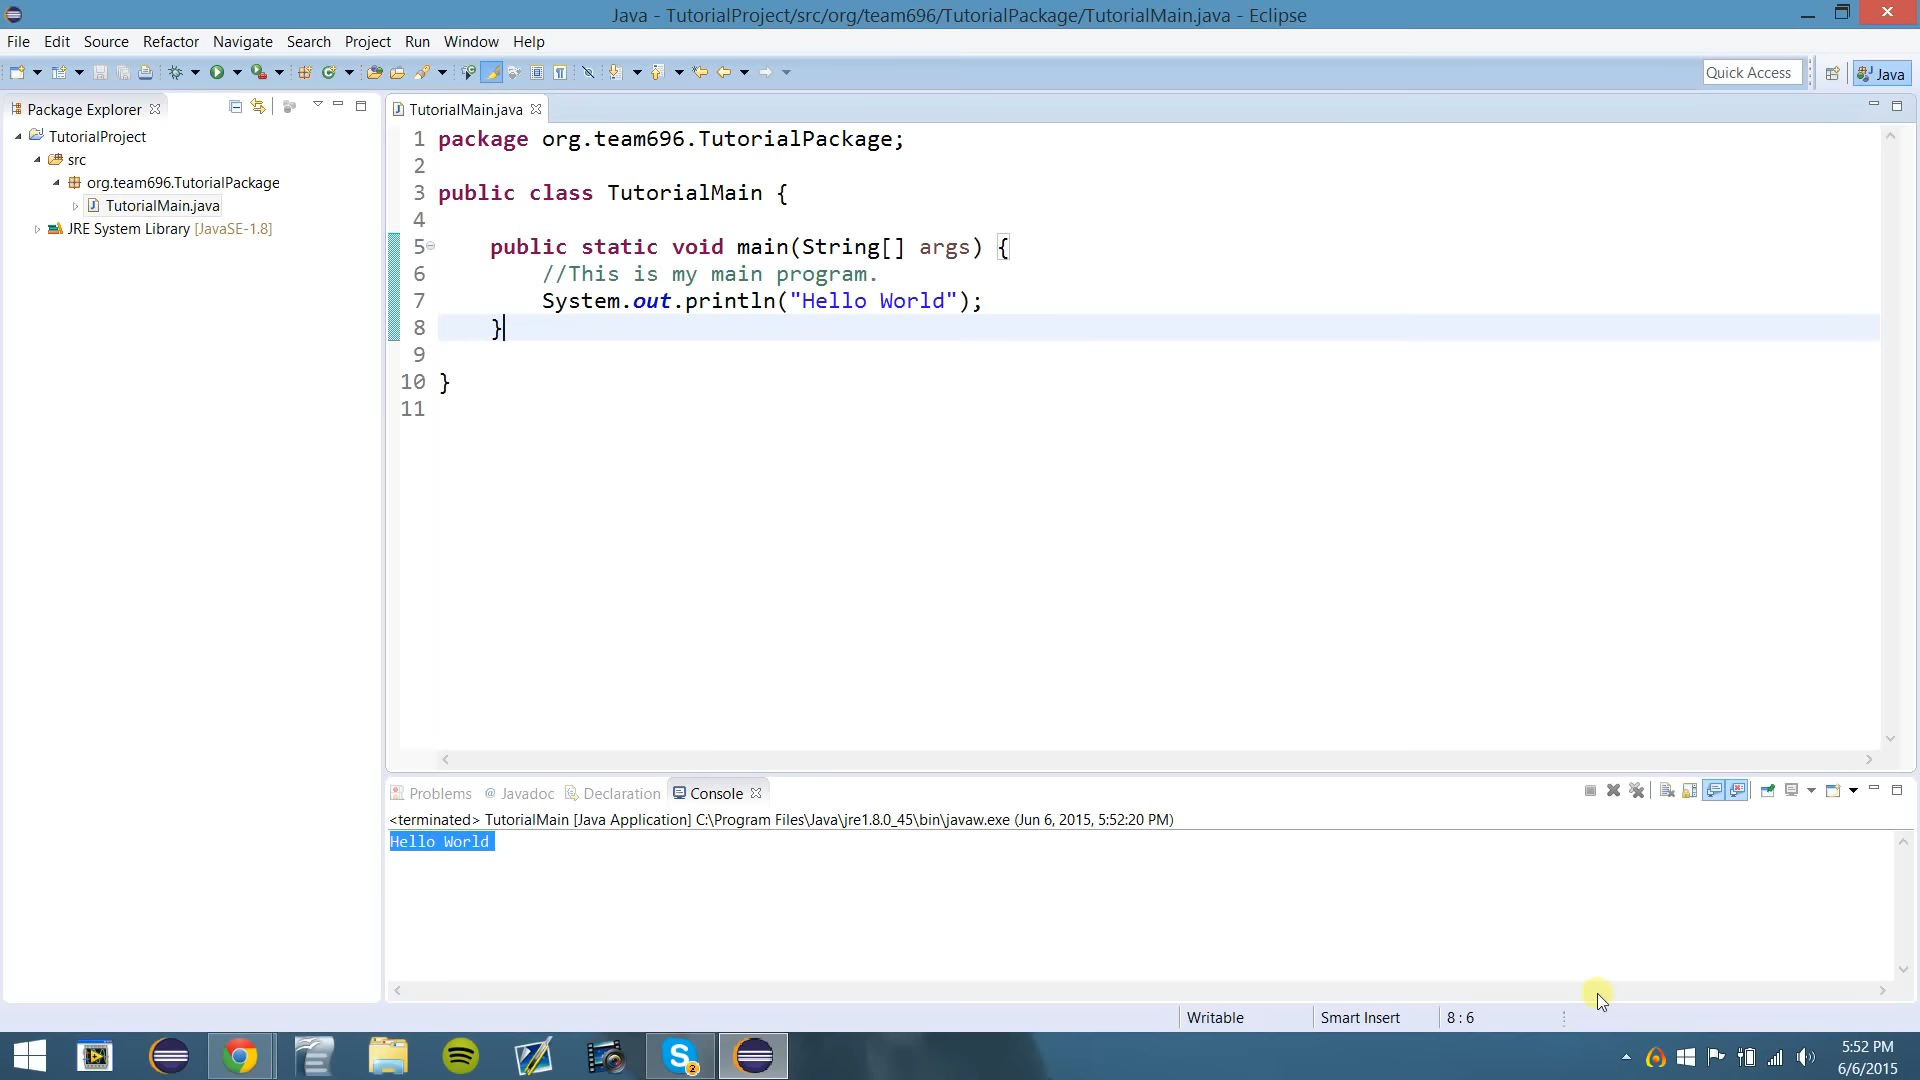 Java - TutorialProject/src/org/team696/TutorialPackage/TutorialMain.java - Eclipse
File Edit Source Refactor Navigate Search Project Run Window Help
Quick Access
Java
Package Explorer
TutorialProject
src
org.team696.TutorialPackage
TutorialMain.java
JRE System Library [JavaSE-1.8]
TutorialMain.java
1 package org.team696.TutorialPackage;
2
3 public class TutorialMain {
4
5 public static void main(String[] args) {
6 //This is my main program.
7 System.out.println("Hello World");
8 }
9
10 }
11
Problems @ Javadoc Declaration Console
<terminated> TutorialMain [Java Application] C:\Program Files\Java\jre1.8.0_45\bin\javaw.exe (Jun 6, 2015, 5:52:20 PM)
Hello World
Writable Smart Insert 8 : 6
2
5:52 PM
6/6/2015